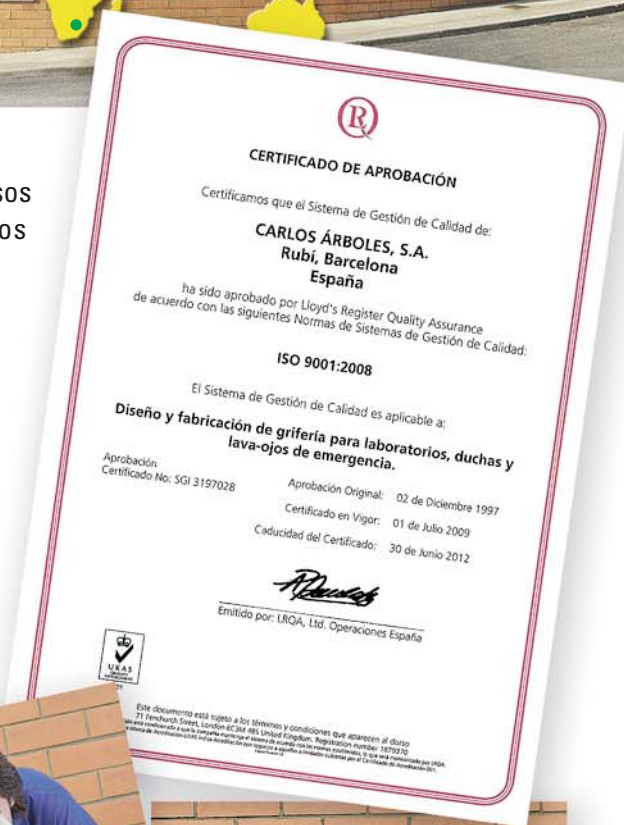 SOS
OS
RQ
CERTIFICADO DE APROBACIÓN
Certificamos que el Sistema de Gestión de Calidad de:
CARLOS ÁRBOLES, S.A.
Rubí, Barcelona
España
ha sido aprobado por Lloyd's Register Quality Assurance
de acuerdo con las siguientes Normas de Sistemas de Gestión de Calidad:
ISO 9001:2008
El Sistema de Gestión de Calidad es aplicable a:
Diseño y fabricación de grifería para laboratorios, duchas y
lava-ojos de emergencia.
Aprobación
Certificado No: SGI 3197028
Aprobación Original: 02 de Diciembre 1997
Certificado en Vigor: 01 de Julio 2009
Caducidad del Certificado: 30 de Junio 2012
Emitido por: LRQA, Ltd. Operaciones España
UKAS
QUALITY
MANAGEMENT
Este documento está sujeto a los términos y condiciones que aparecen al dorso
71 Fenchurch Street, London EC3M 4BS United Kingdom. Registration number 1879370